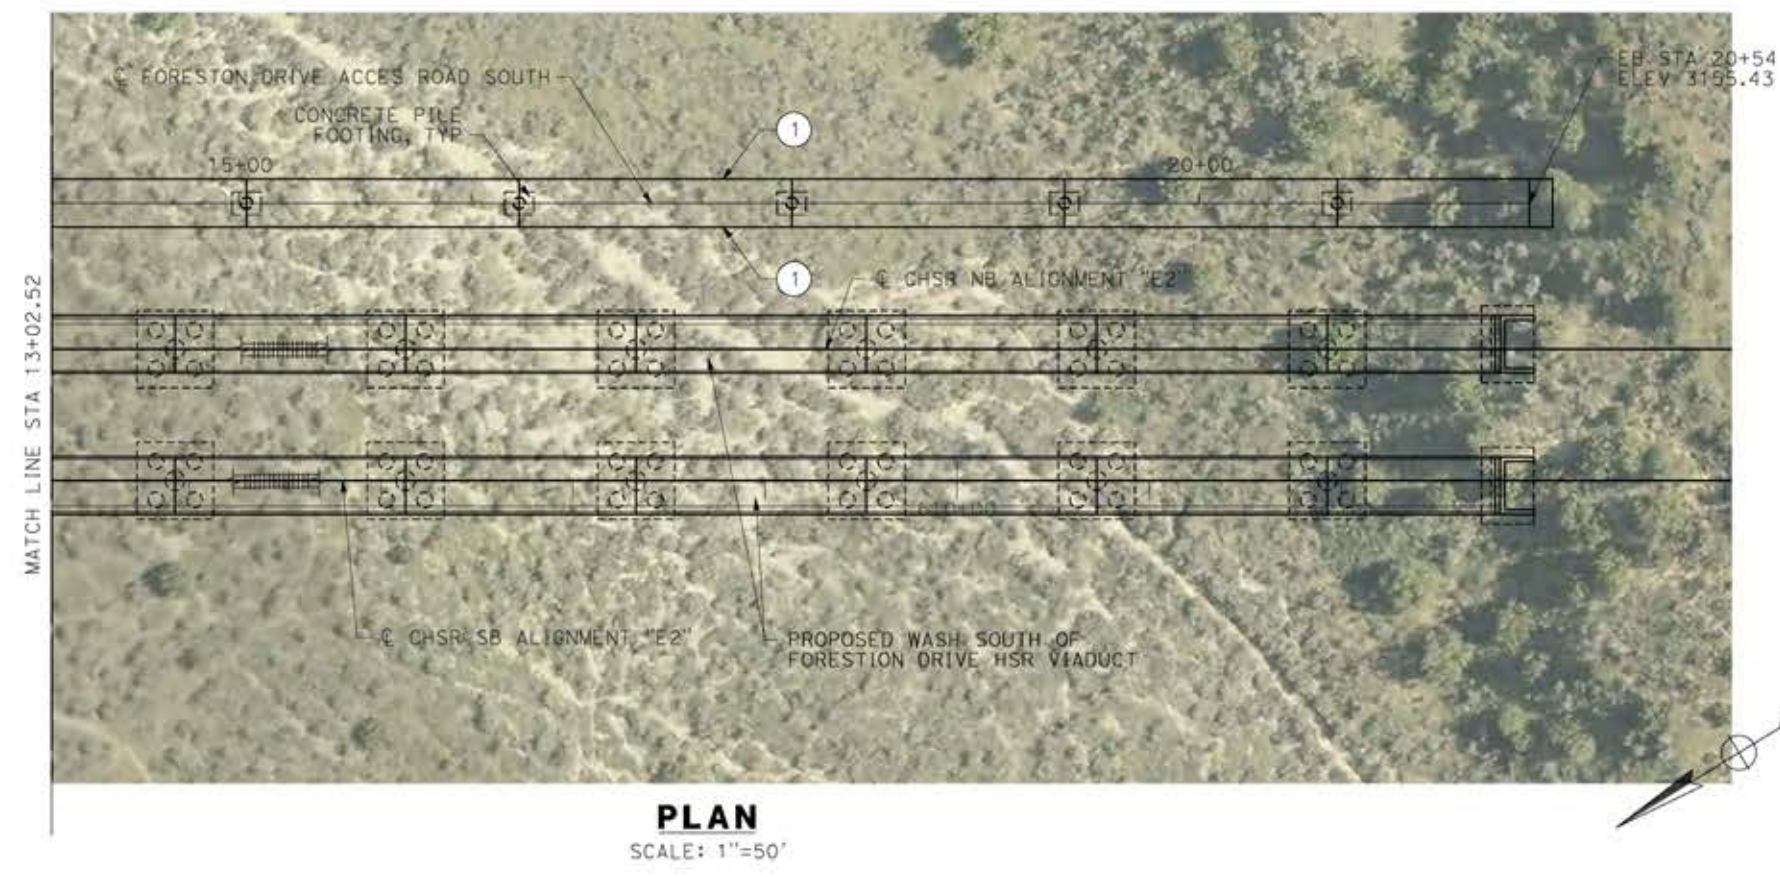 ℄ FORESTON DRIVE ACCES ROAD SOUTH
EB STA 20+54
ELEV 3155.43
CONCRETE PILE
FOOTING, TYP
1
15+00
20+00
1
℄ CHSR NB ALIGNMENT "E2"
MATCH LINE STA 13+02.52
℄ CHSR SB ALIGNMENT "E2"
PROPOSED WASH SOUTH OF
FORESTION DRIVE HSR VIADUCT
PLAN
SCALE: 1"=50'